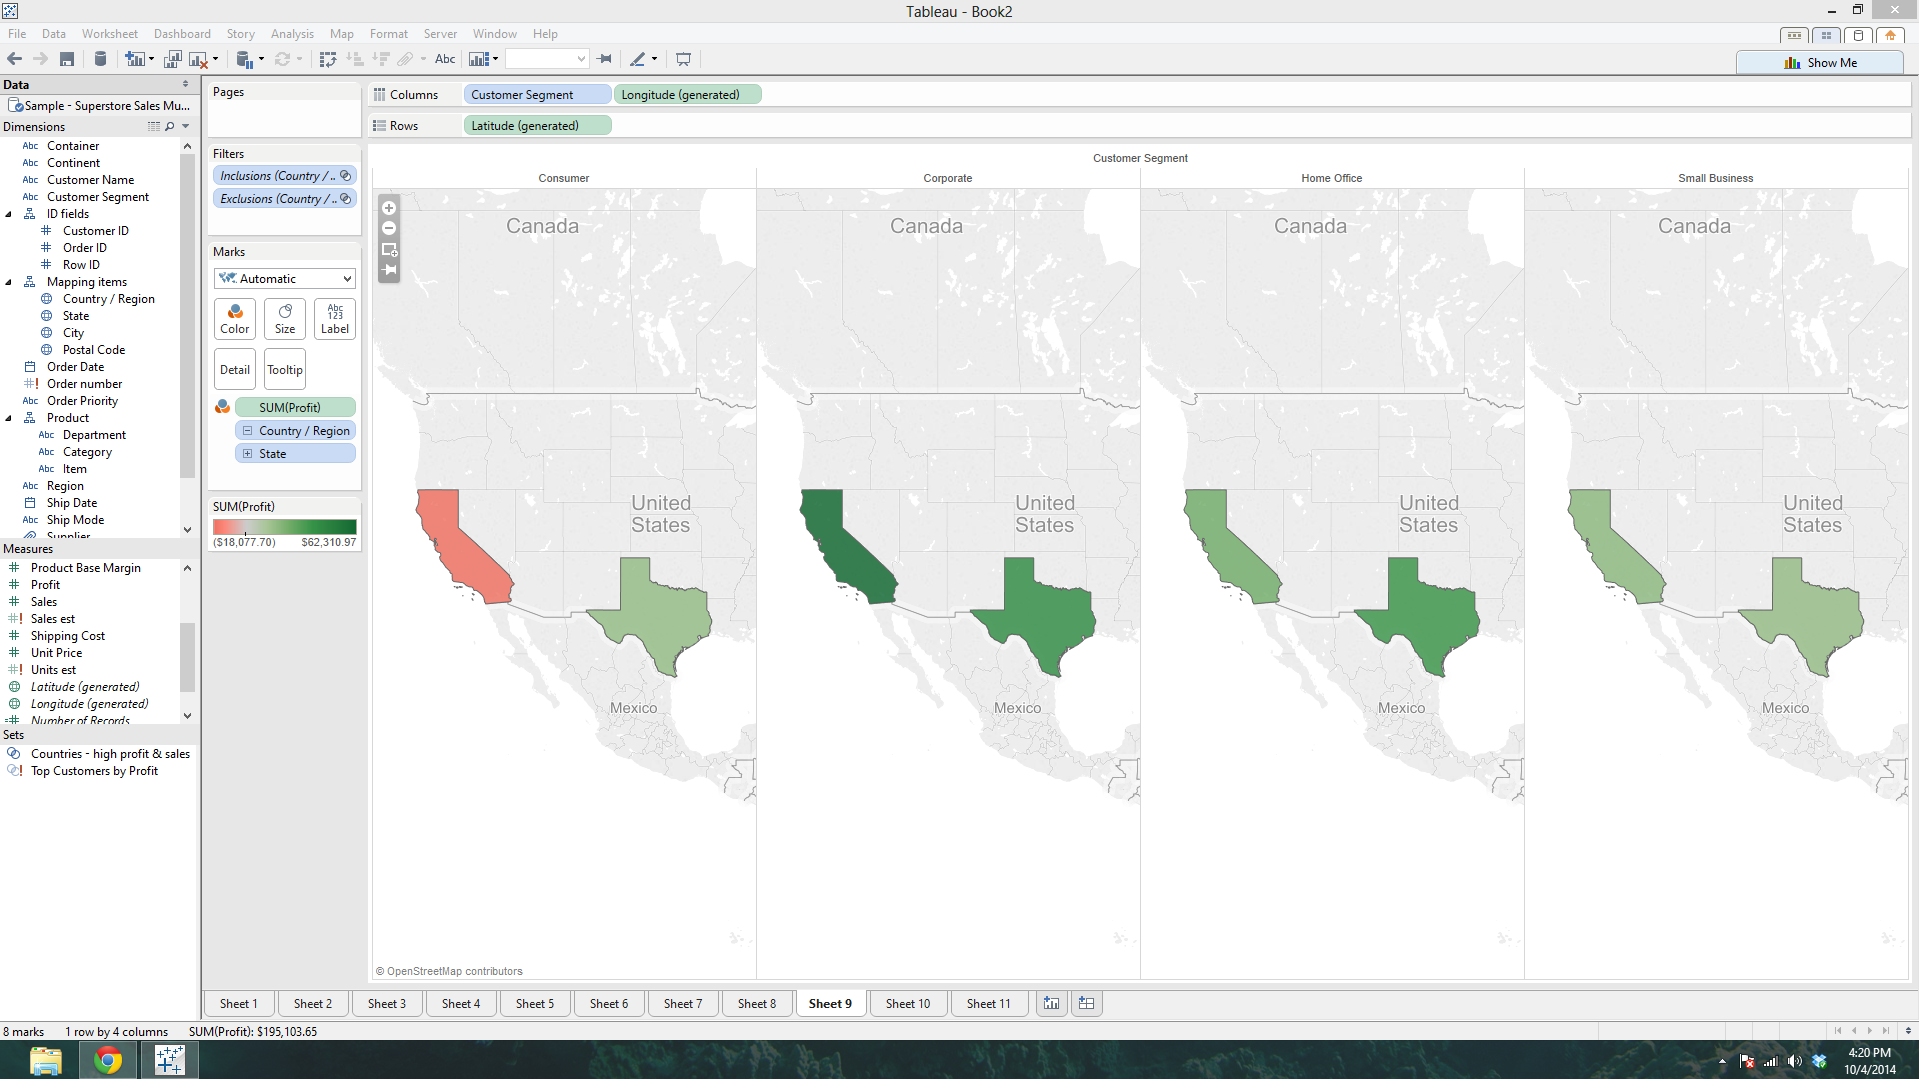 Tableau - Book2
File Data Worksheet Dashboard Story Analysis Map Format Server Window Help
Abc
Show Me
Data
Sample - Superstore Sales Mu...
Dimensions
Abc Container
Abc Continent
Abc Customer Name
Abc Customer Segment
ID fields
# Customer ID
# Order ID
# Row ID
Mapping items
Country / Region
State
City
Postal Code
Order Date
#! Order number
Abc Order Priority
Product
Abc Department
Abc Category
Abc Item
Abc Region
Ship Date
Abc Ship Mode
Supplier
Measures
# Product Base Margin
# Profit
# Sales
#! Sales est
# Shipping Cost
# Unit Price
#! Units est
Latitude (generated)
Longitude (generated)
=# Number of Records
Sets
Countries - high profit & sales
! Top Customers by Profit
Pages
Filters
Inclusions (Country / ..
Exclusions (Country / ..
Marks
Automatic
Color
Size
Abc
123
Label
Detail
Tooltip
SUM(Profit)
Country / Region
State
SUM(Profit)
($18,077.70) $62,310.97
Columns Customer Segment Longitude (generated)
Rows Latitude (generated)
Customer Segment
Consumer Corporate Home Office Small Business
Canada Canada Canada Canada
United United United United
States States States States
Mexico Mexico Mexico Mexico
© OpenStreetMap contributors
Sheet 1 Sheet 2 Sheet 3 Sheet 4 Sheet 5 Sheet 6 Sheet 7 Sheet 8 Sheet 9 Sheet 10 Sheet 11
8 marks 1 row by 4 columns SUM(Profit): $195,103.65
4:20 PM
10/4/2014